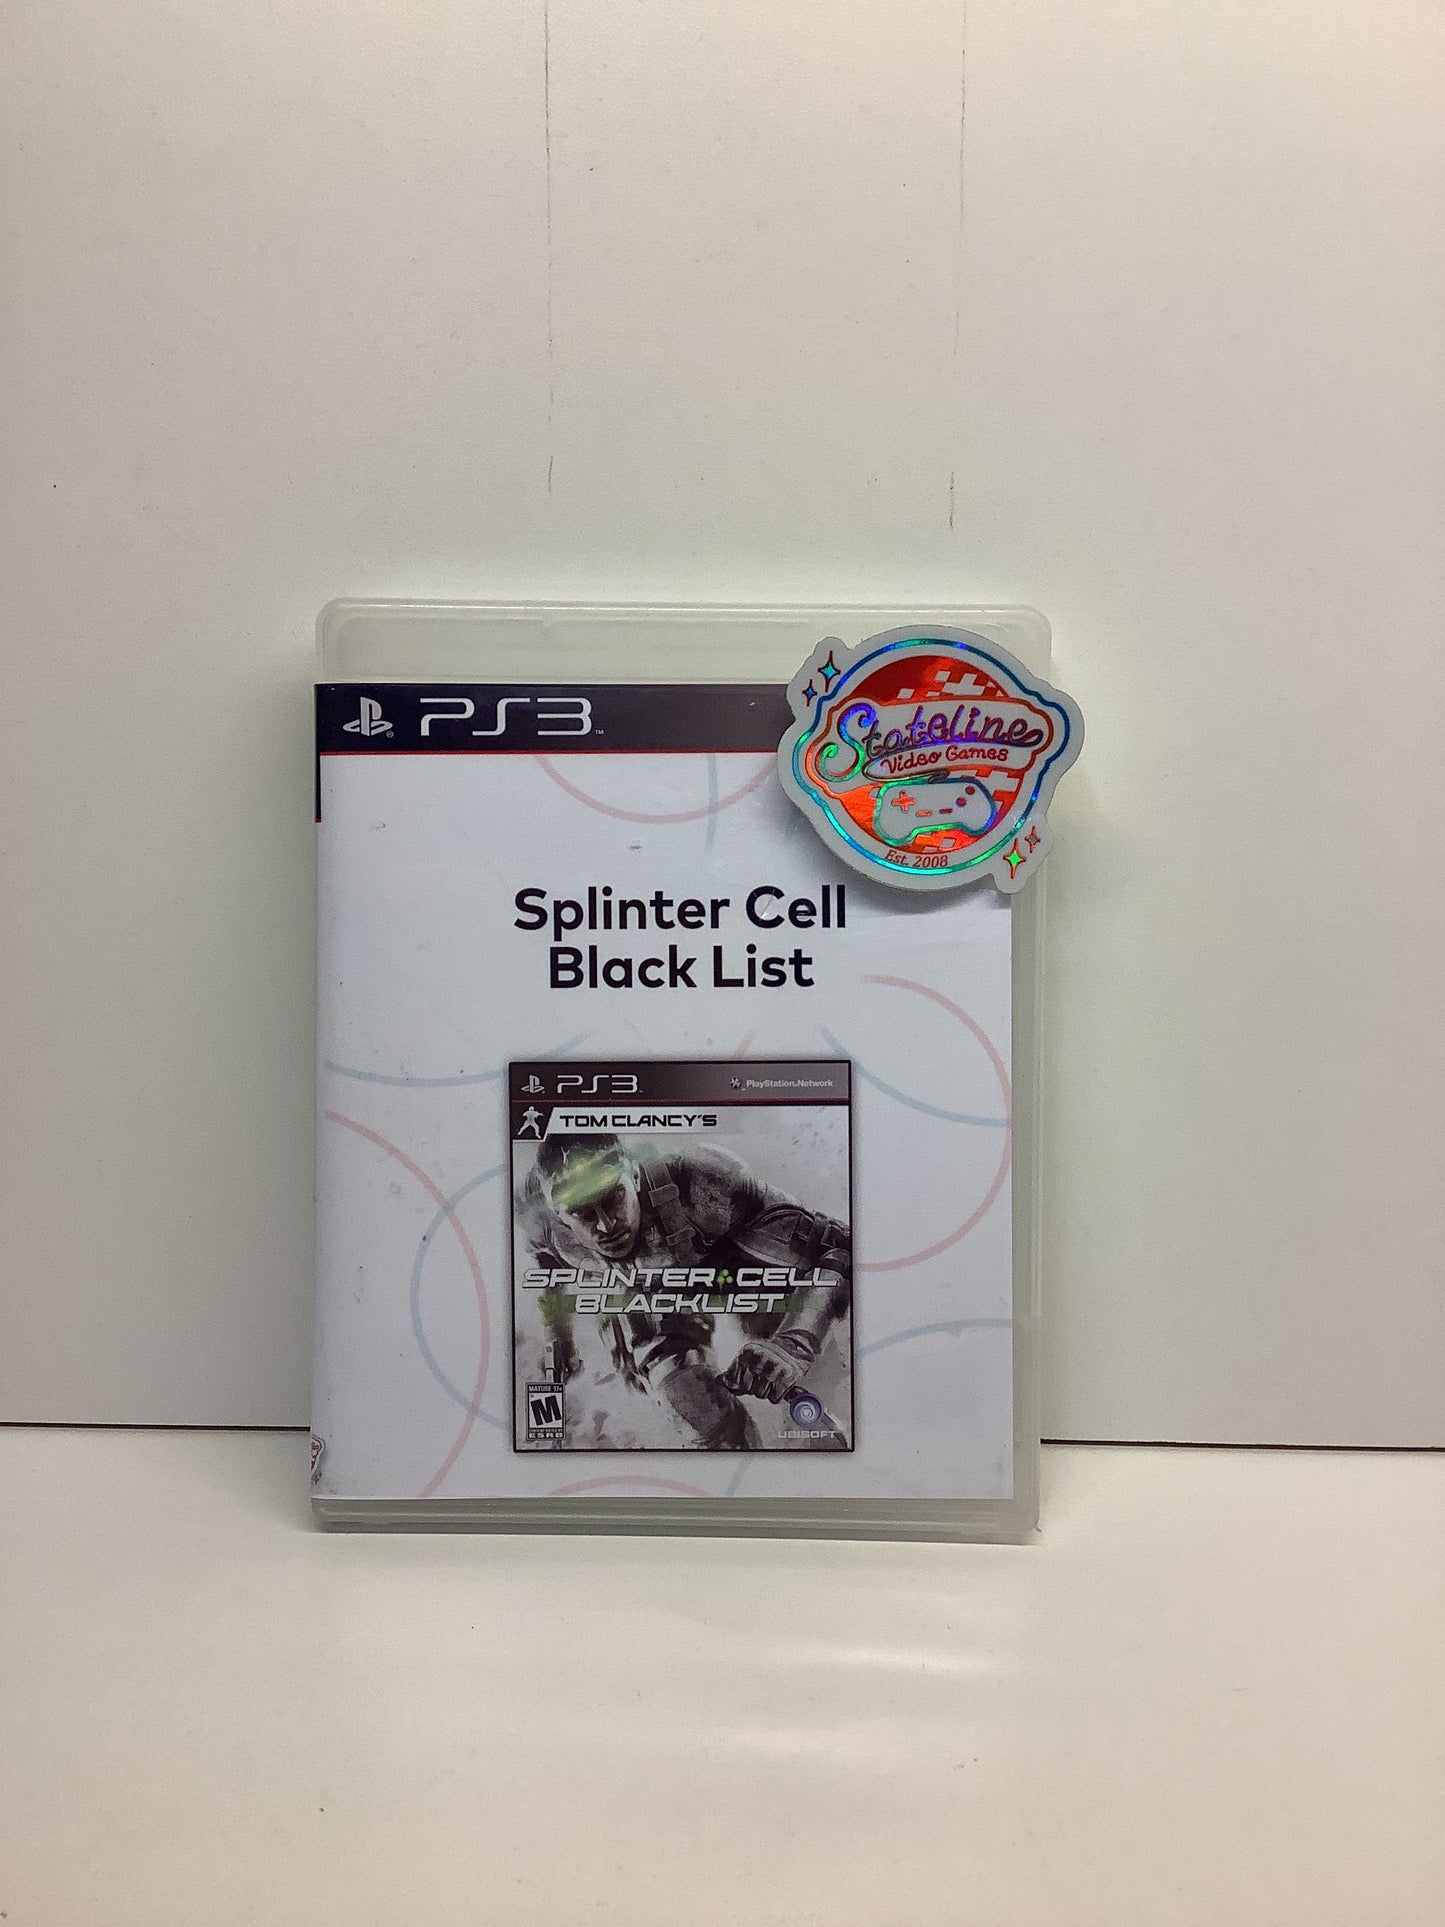 PS3
Stateline
Video Games
Est. 2008
Splinter Cell
Black List
PS3
PlayStation Network
TOM CLANCY'S
SPLINTER CELL
BLACKLIST
MATURE 17+
M
ESRB
UBISOFT